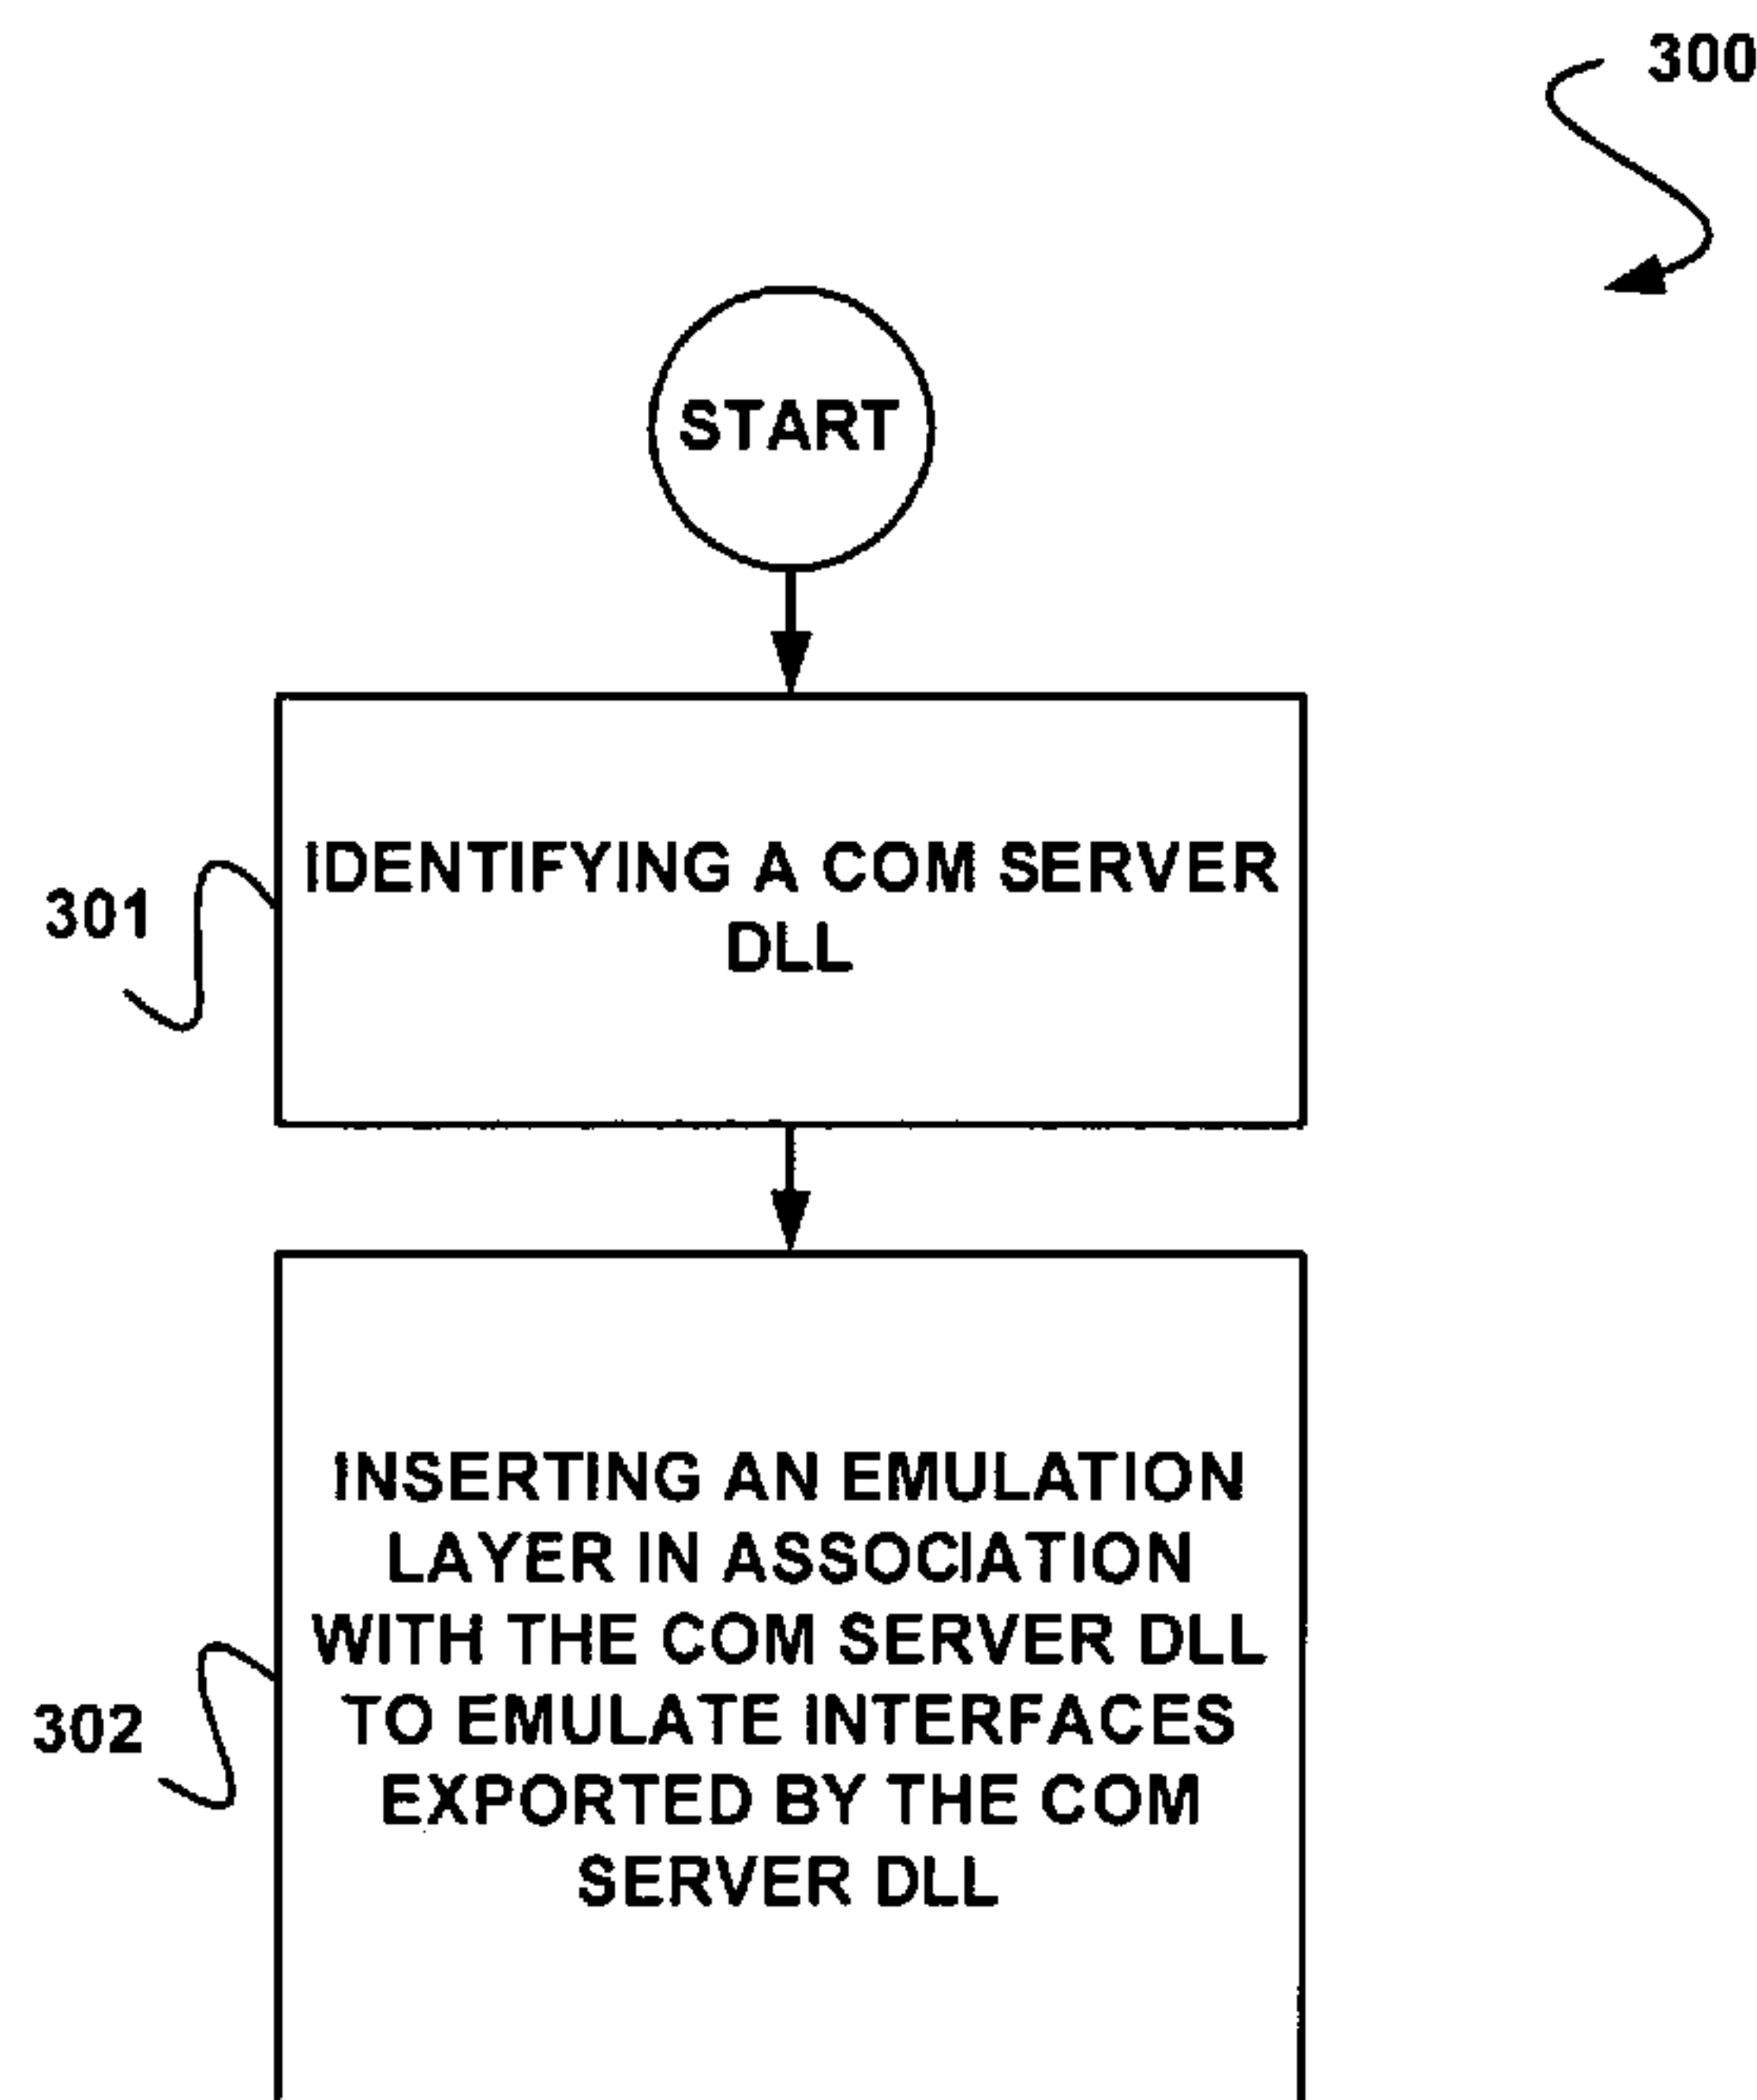 300
START
IDENTIFYING A COM SERVER
DLL
301
INSERTING AN EMULATION
LAYER IN ASSOCIATION
WITH THE COM SERVER DLL
TO EMULATE INTERFACES
EXPORTED BY THE COM
SERVER DLL
302